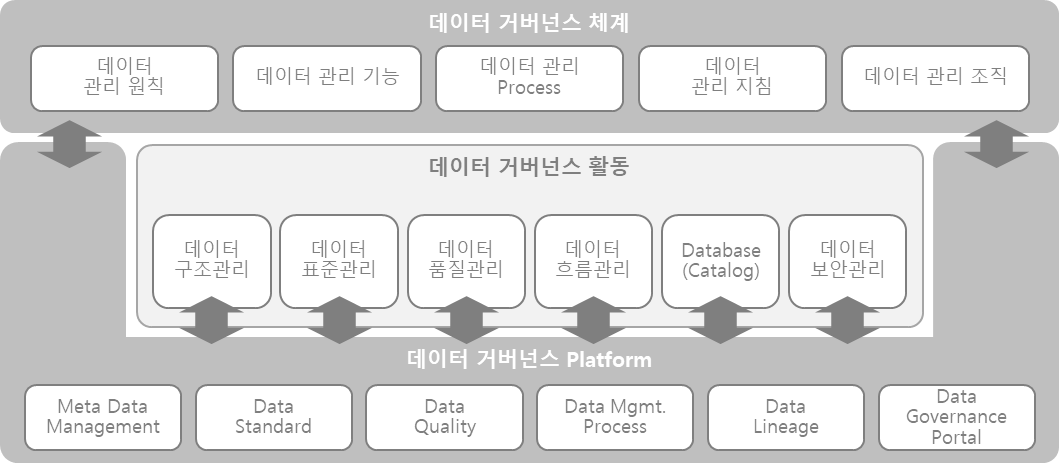 데이터 거버넌스 체계
데이터
관리 원칙
데이터 관리 기능
데이터 관리
Process
데이터
관리 지침
데이터 관리 조직
데이터 거버넌스 활동
데이터
구조관리
데이터
표준관리
데이터
품질관리
데이터
흐름관리
Database
(Catalog)
데이터
보안관리
데이터 거버넌스 Platform
Meta Data
Management
Data
Standard
Data
Quality
Data Mgmt.
Process
Data
Lineage
Data
Governance
Portal